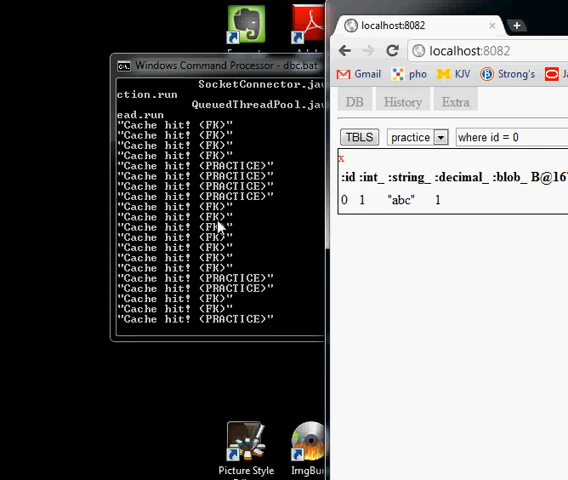 Windows Command Processor - dbc.bat
SocketConnector.jav
ction.run
QueuedThreadPool.jav
ead.run
"Cache hit! (FK)"
"Cache hit! (FK)"
"Cache hit! (FK)"
"Cache hit! (FK)"
"Cache hit! (PRACTICE)"
"Cache hit! (PRACTICE)"
"Cache hit! (PRACTICE)"
"Cache hit! (PRACTICE)"
"Cache hit! (FK)"
"Cache hit! (FK)"
"Cache hit! (FK)"
"Cache hit! (FK)"
"Cache hit! (FK)"
"Cache hit! (FK)"
"Cache hit! (FK)"
"Cache hit! (PRACTICE)"
"Cache hit! (PRACTICE)"
"Cache hit! (FK)"
"Cache hit! (FK)"
"Cache hit! (PRACTICE)"
Picture Style
ImgBur
localhost:8082
localhost:8082
Gmail pho KJV Strong's
DB History Extra
TBLS practice where id = 0
x
:id :int_ :string_ :decimal_ :blob_ B@16
0 1 "abc" 1